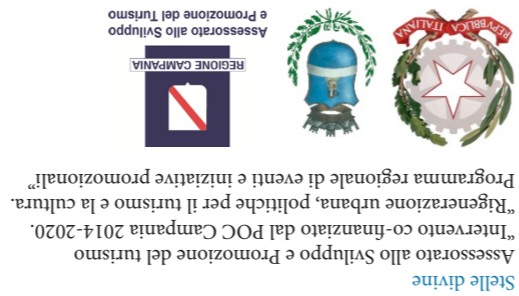 Stelle divine
Assessorato allo Sviluppo e Promozione del turismo
“Intervento co-finanziato dal POC Campania 2014-2020.
“Rigenerazione urbana, politiche per il turismo e la cultura.
Programma regionale di eventi e iniziative promozionali”
REPVBBLICA ITALIANA
REGIONE CAMPANIA
Assessorato allo Sviluppo
e Promozione del Turismo